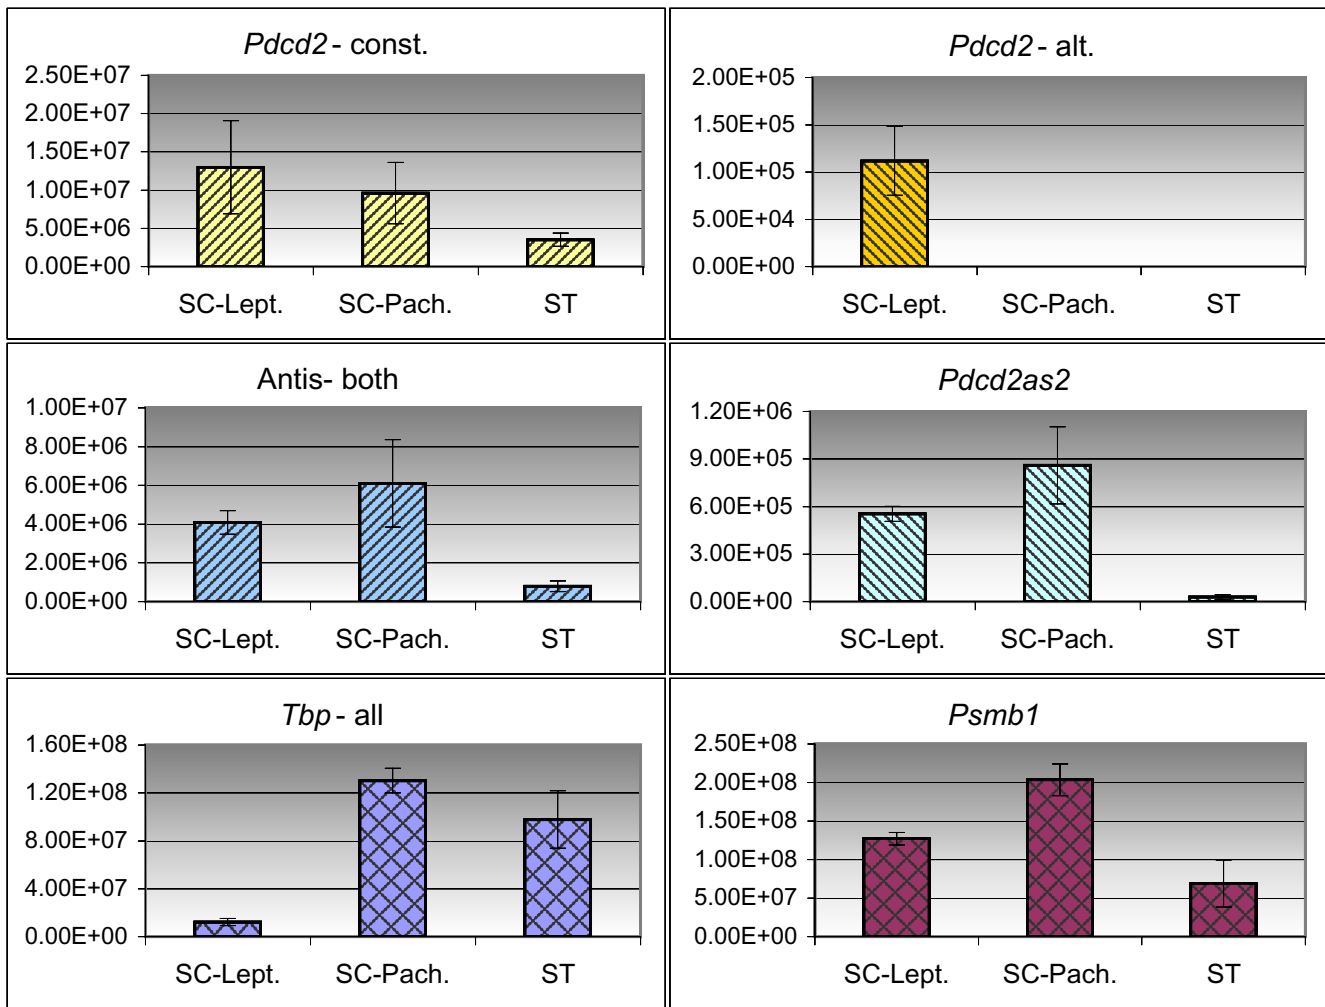 Pdcd2 - const.
2.50E+07
2.00E+07
1.50E+07
1.00E+07
5.00E+06
0.00E+00
SC-Lept. SC-Pach. ST
Pdcd2 - alt.
2.00E+05
1.50E+05
1.00E+05
5.00E+04
0.00E+00
SC-Lept. SC-Pach. ST
Antis- both
1.00E+07
8.00E+06
6.00E+06
4.00E+06
2.00E+06
0.00E+00
SC-Lept. SC-Pach. ST
Pdcd2as2
1.20E+06
9.00E+05
6.00E+05
3.00E+05
0.00E+00
SC-Lept. SC-Pach. ST
Tbp - all
1.60E+08
1.20E+08
8.00E+07
4.00E+07
0.00E+00
SC-Lept. SC-Pach. ST
Psmb1
2.50E+08
2.00E+08
1.50E+08
1.00E+08
5.00E+07
0.00E+00
SC-Lept. SC-Pach. ST